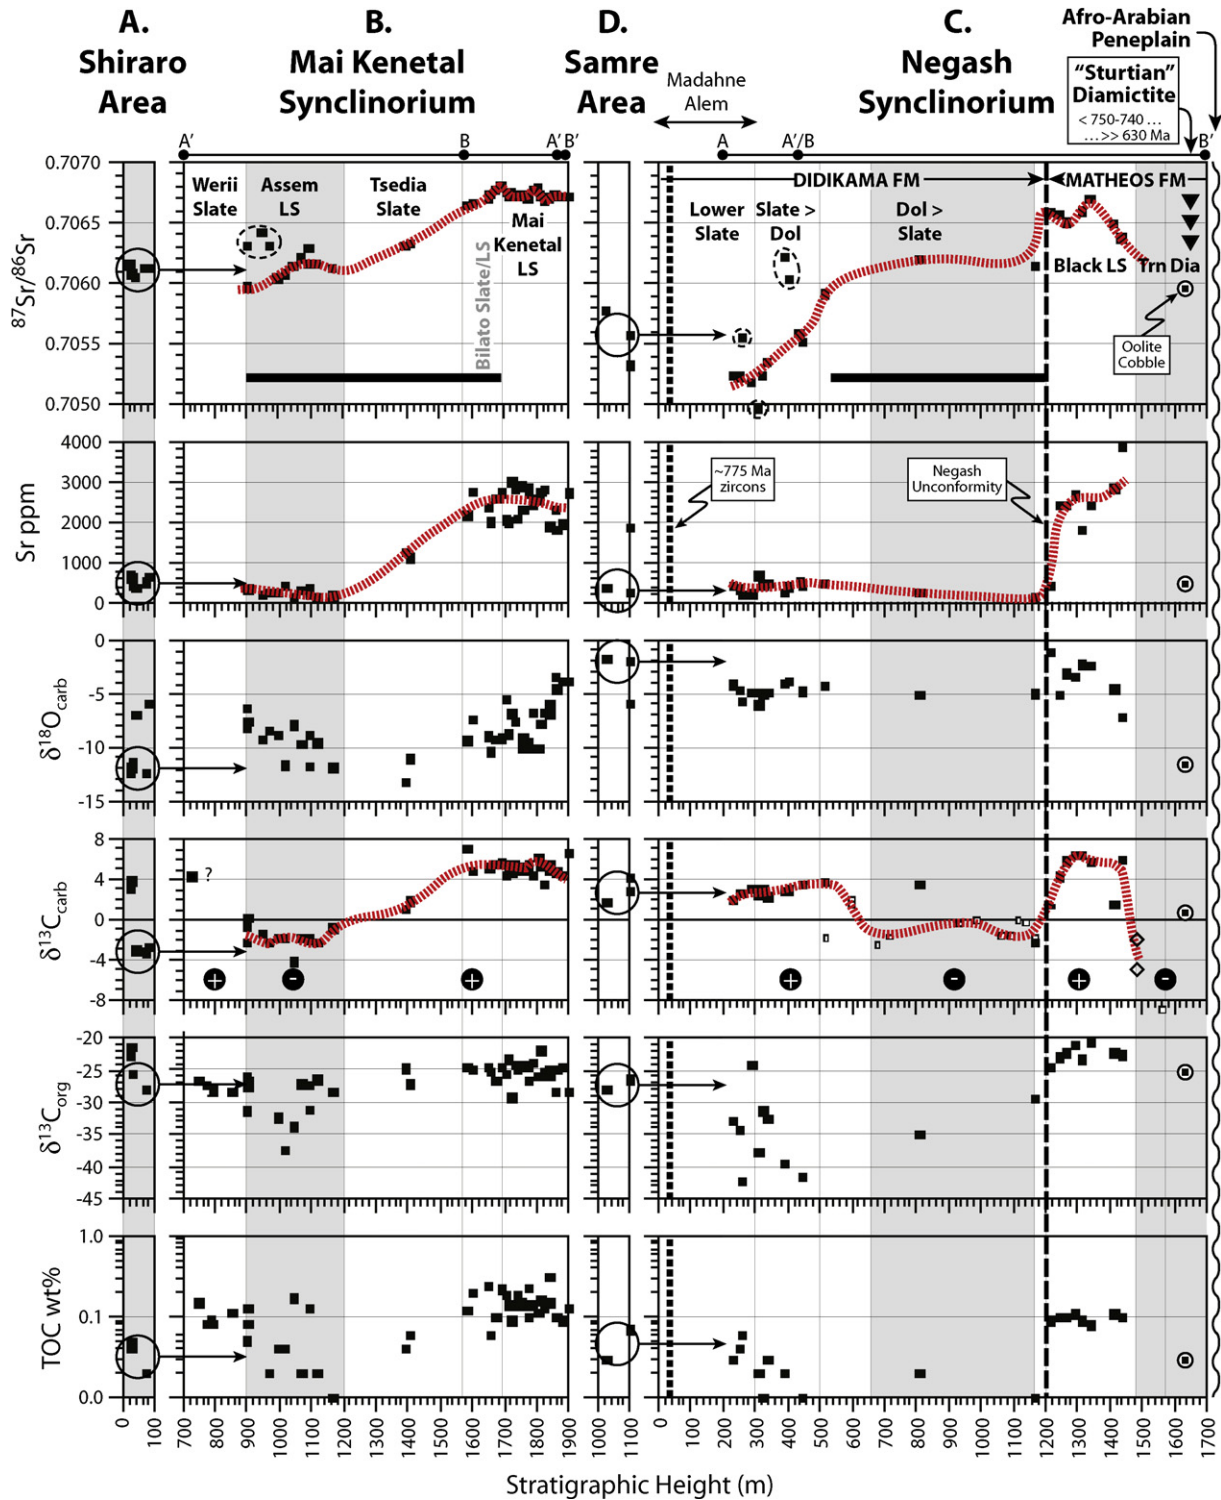 A.
Shiraro
Area
B.
Mai Kenetal
Synclinorium
D.
Samre
Area
C.
Negash
Synclinorium
Afro-Arabian
Peneplain
Madahne
Alem
"Sturtian"
Diamictite
< 750-740 ...
... >> 630 Ma
A' B A' B' A A'/B B'
0.7070
0.7065
0.7060
0.7055
0.7050
87Sr/86Sr
Werii
Slate
Assem
LS
Tsedia
Slate
Bilato Slate/LS
Mai
Kenetal
LS
DIDIKAMA FM
MATHEOS FM
Lower
Slate
Slate >
Dol
Dol >
Slate
Black LS
Trn Dia
Oolite
Cobble
4000
3000
2000
1000
0
Sr ppm
~775 Ma
zircons
Negash
Unconformity
0
-5
-10
-15
δ18Ocarb
8
4
0
-4
-8
δ13Ccarb
?
+ - + + - + -
-20
-25
-30
-35
-40
-45
δ13Corg
1.0
0.1
0.0
TOC wt%
0 100 700 800 900 1000 1100 1200 1300 1400 1500 1600 1700 1800 1900 1000 1100 0 100 200 300 400 500 600 700 800 900 1000 1100 1200 1300 1400 1500 1600 1700
Stratigraphic Height (m)